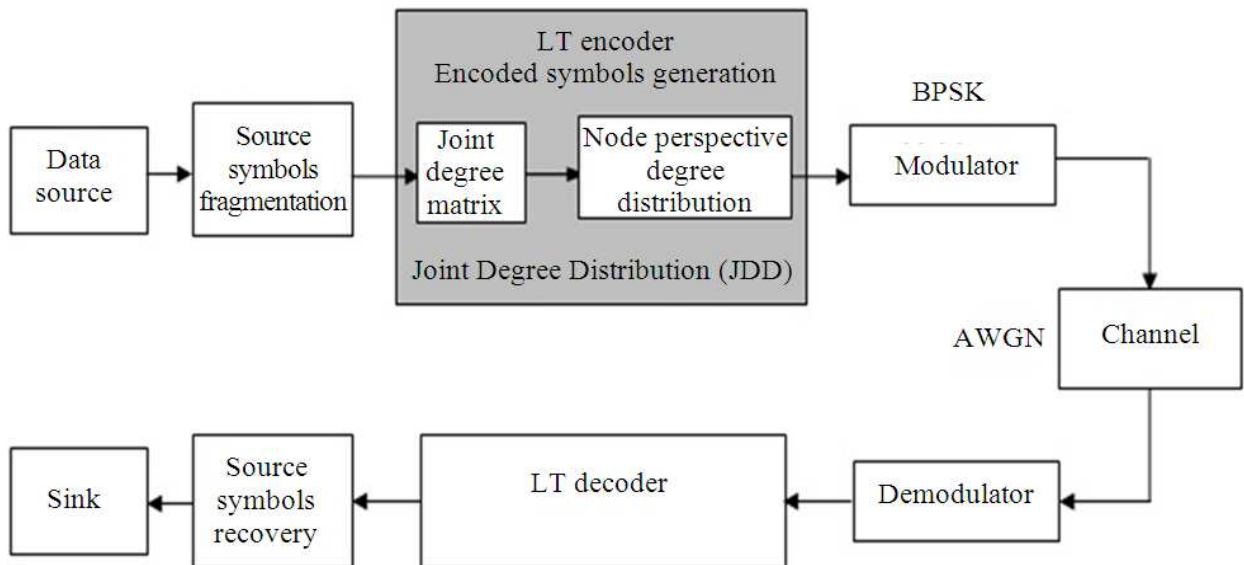 LT encoder
Encoded symbols generation
BPSK
Data
source
Source
symbols
fragmentation
Joint
degree
matrix
Node perspective
degree
distribution
Modulator
Joint Degree Distribution (JDD)
AWGN
Channel
Sink
Source
symbols
recovery
LT decoder
Demodulator